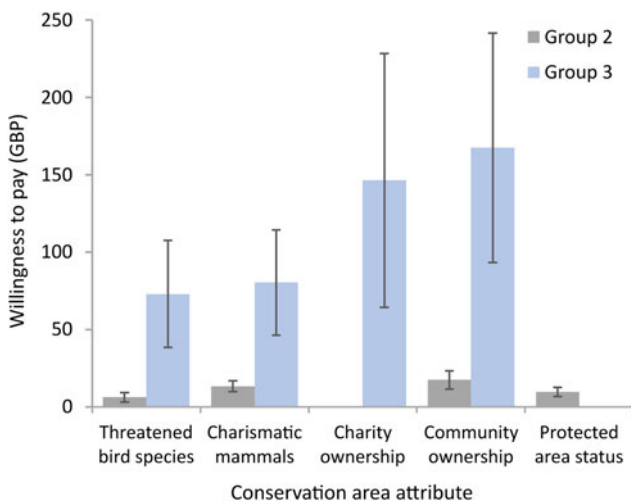 250
200
150
100
50
0
Willingness to pay (GBP)
Group 2
Group 3
Threatened
bird species
Charismatic
mammals
Charity
ownership
Community
ownership
Protected
area status
Conservation area attribute